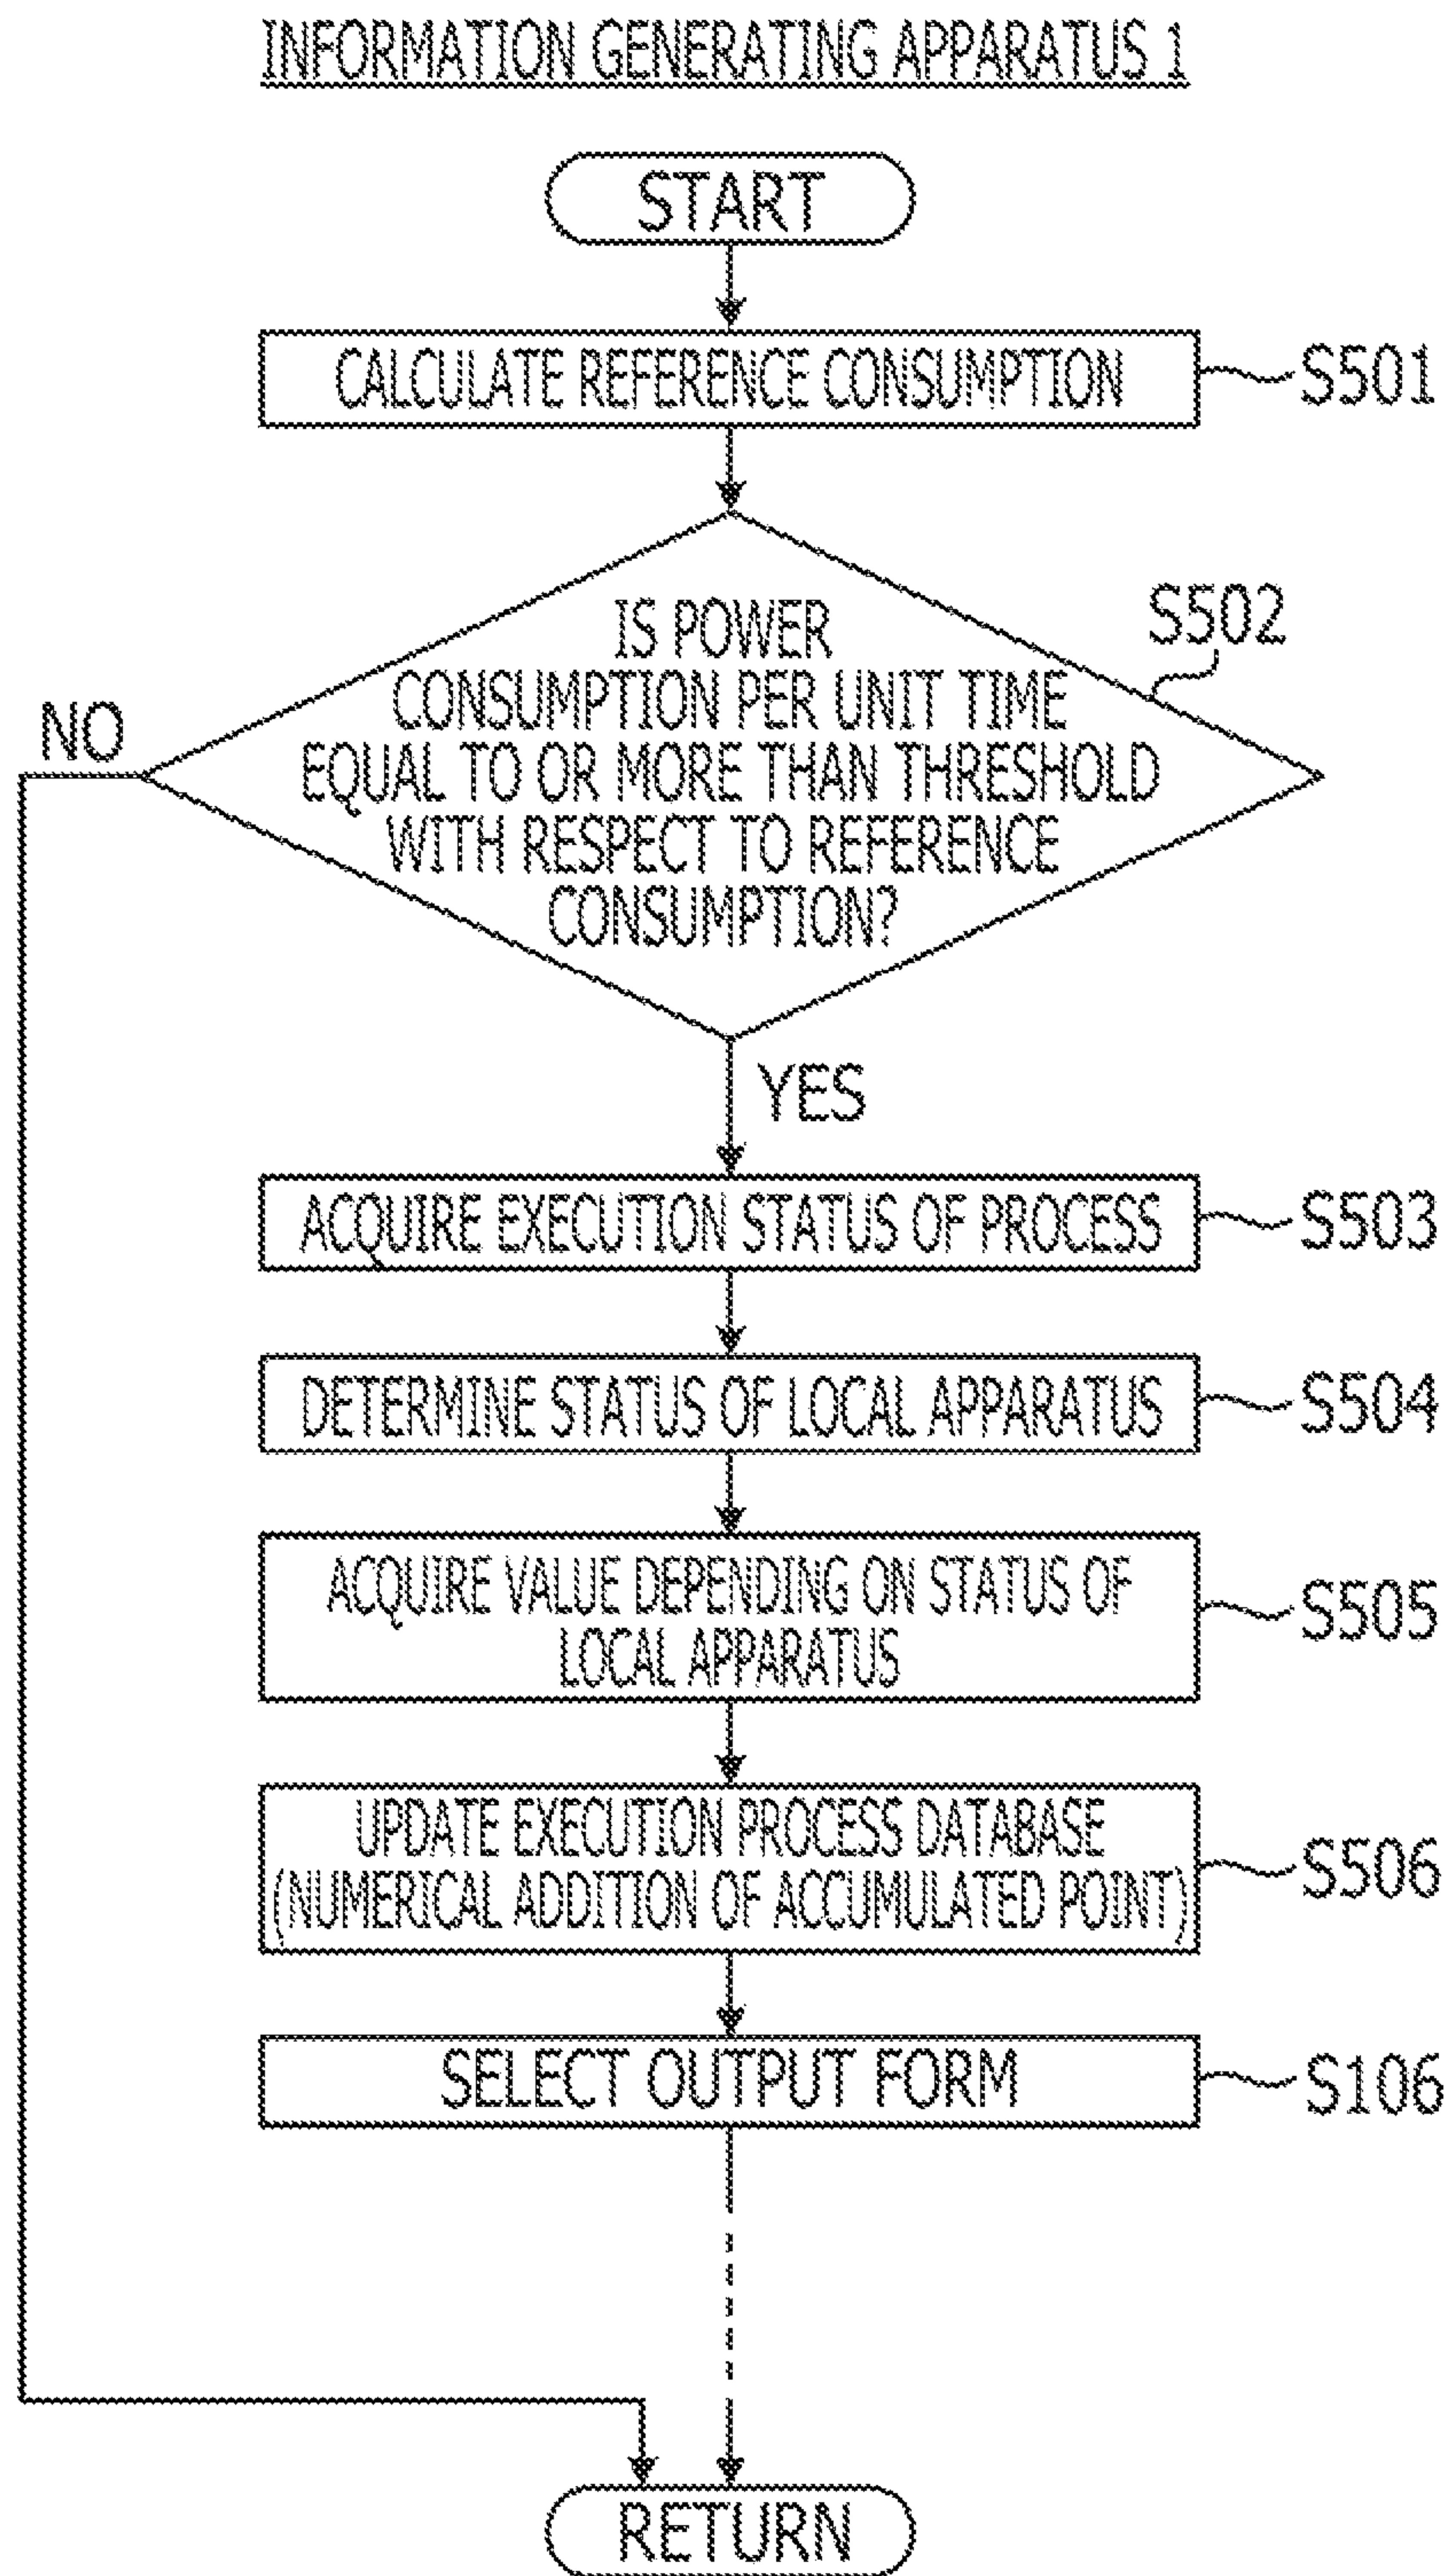 INFORMATION GENERATING APPARATUS 1
START
CALCULATE REFERENCE CONSUMPTION
S501
IS POWER
CONSUMPTION PER UNIT TIME
EQUAL TO OR MORE THAN THRESHOLD
WITH RESPECT TO REFERENCE
CONSUMPTION?
S502
NO
YES
ACQUIRE EXECUTION STATUS OF PROCESS
S503
DETERMINE STATUS OF LOCAL APPARATUS
S504
ACQUIRE VALUE DEPENDING ON STATUS OF
LOCAL APPARATUS
S505
UPDATE EXECUTION PROCESS DATABASE
(NUMERICAL ADDITION OF ACCUMULATED POINT)
S506
SELECT OUTPUT FORM
S106
RETURN